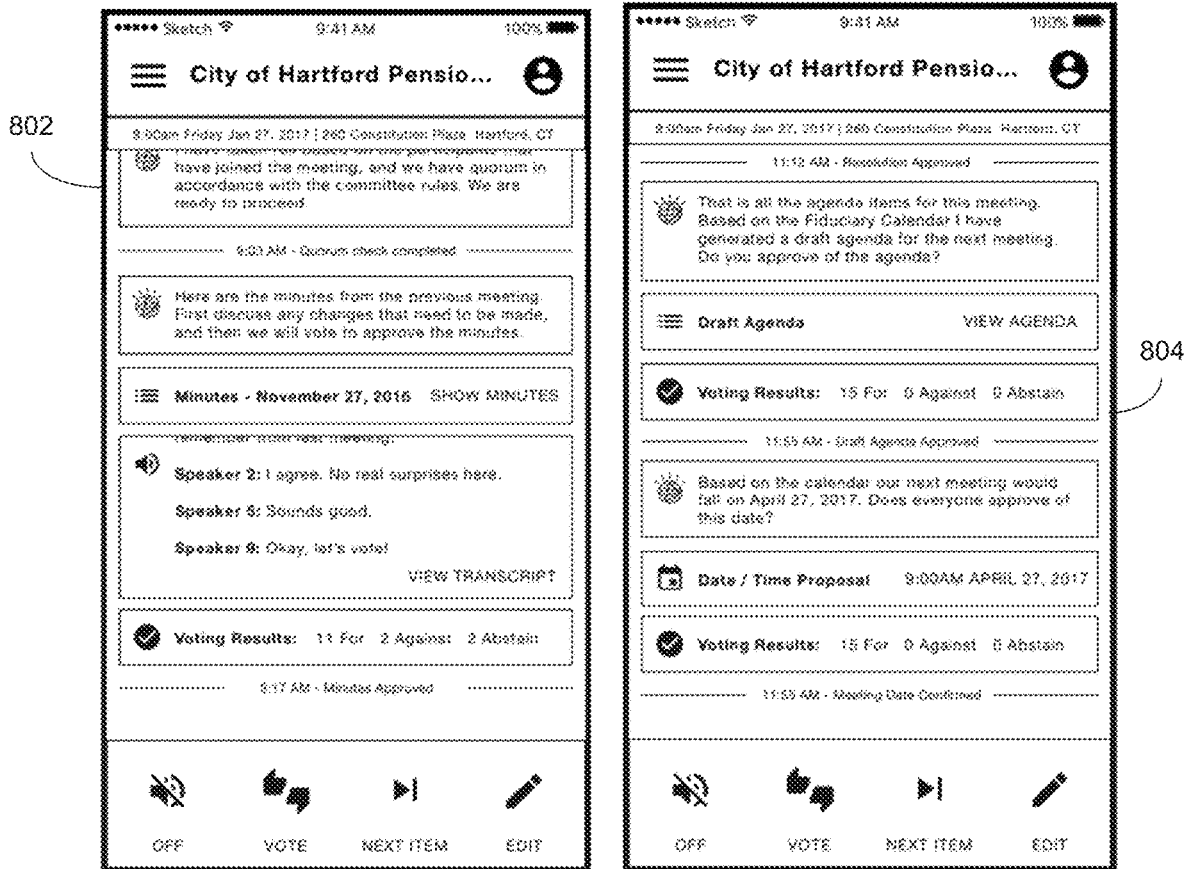 802
Sketch 9:41 AM 100%
City of Hartford Pensio...
9:00am Friday Jan 27, 2017 | 260 Constitution Plaza Hartford, CT
have joined the meeting, and we have quorum in
accordance with the committee rules. We are
ready to proceed
9:03 AM - Quorum check completed
Here are the minutes from the previous meeting.
First discuss any changes that need to be made,
and then we will vote to approve the minutes.
Minutes - November 27, 2016 SHOW MINUTES
remember from last meeting.
Speaker 2: I agree. No real surprises here.
Speaker 5: Sounds good.
Speaker 9: Okay, let's vote!
VIEW TRANSCRIPT
Voting Results: 11 For 2 Against 2 Abstain
9:17 AM - Minutes Approved
OFF VOTE NEXT ITEM EDIT
804
Sketch 9:41 AM 100%
City of Hartford Pensio...
9:00am Friday Jan 27, 2017 | 260 Constitution Plaza Hartford, CT
11:12 AM - Resolution Approved
That is all the agenda items for this meeting.
Based on the Fiduciary Calendar I have
generated a draft agenda for the next meeting.
Do you approve of the agenda?
Draft Agenda VIEW AGENDA
Voting Results: 15 For 0 Against 0 Abstain
11:55 AM - Draft Agenda Approved
Based on the calendar our next meeting would
fall on April 27, 2017. Does everyone approve of
this date?
Date / Time Proposal 9:00AM APRIL 27, 2017
Voting Results: 15 For 0 Against 0 Abstain
11:55 AM - Meeting Date Confirmed
OFF VOTE NEXT ITEM EDIT